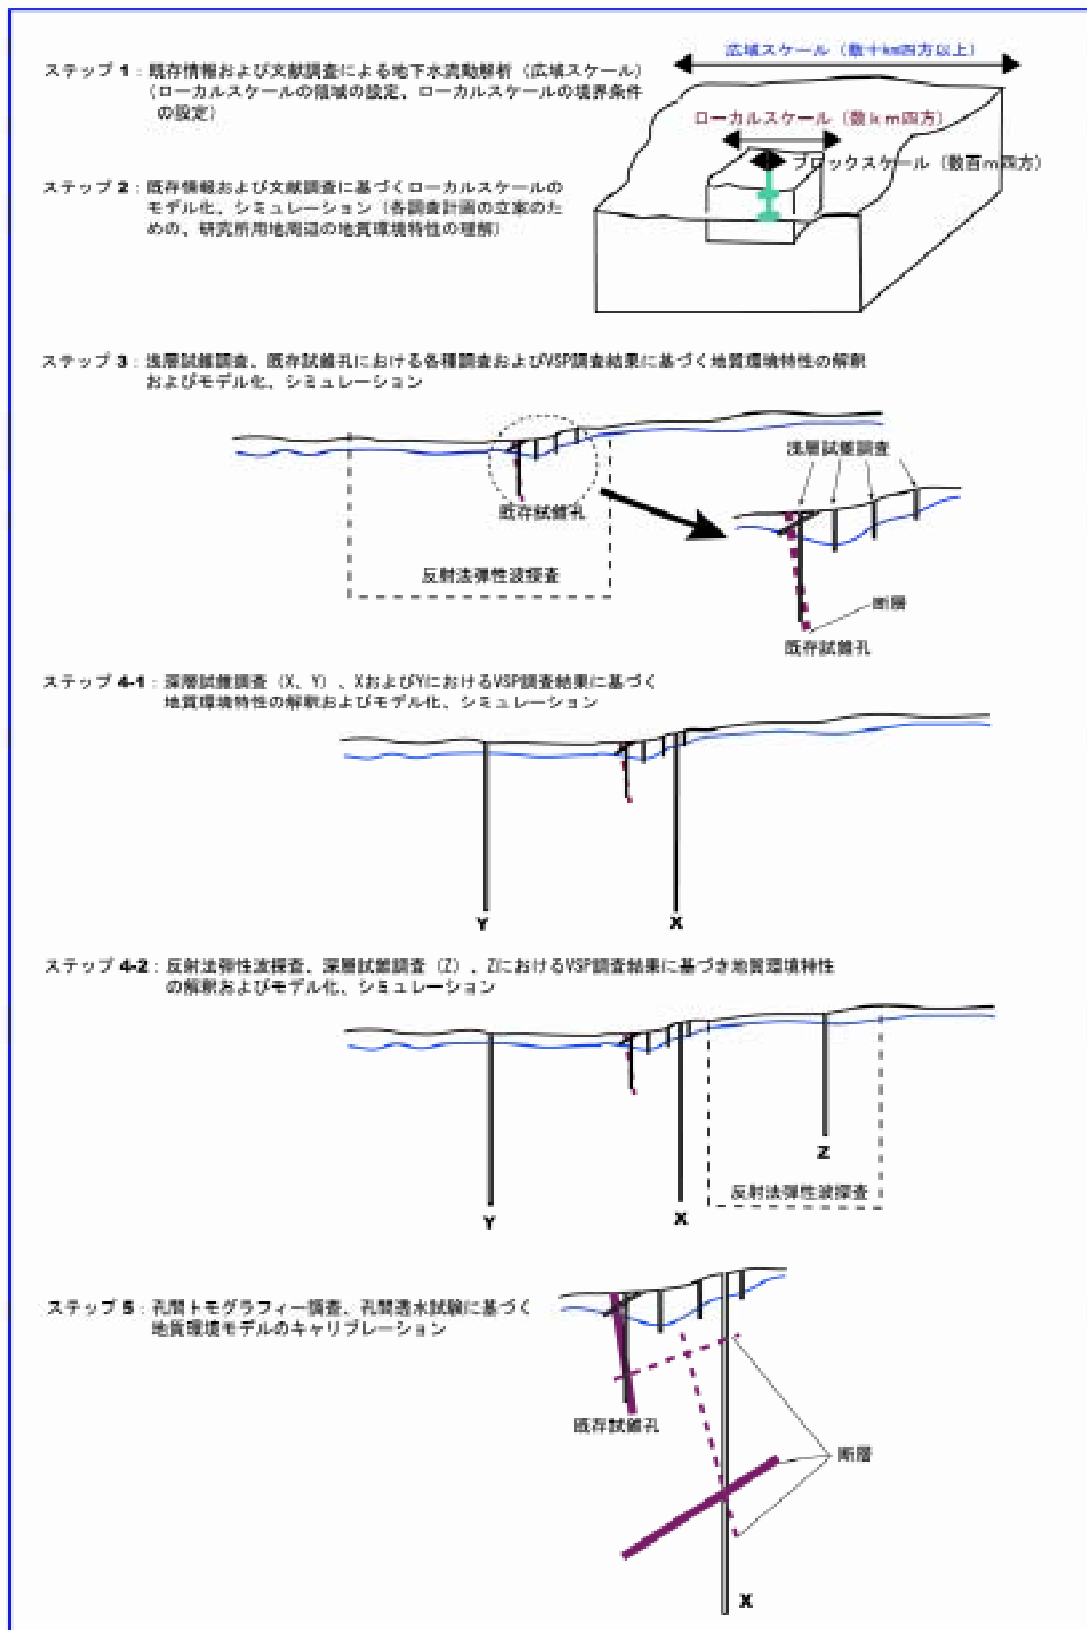 広域スケール（数十km四方以上）
ステップ 1：既存情報および文献調査による地下水流動解析（広域スケール）
（ローカルスケールの領域の設定、ローカルスケールの境界条件
の設定）
ローカルスケール（数ｋｍ四方）
ブロックスケール（数百ｍ四方）
ステップ 2：既存情報および文献調査に基づくローカルスケールの
モデル化、シミュレーション（各調査計画の立案のた
めの、研究所用地周辺の地質環境特性の理解）
ステップ 3：浅層試錐調査、既存試錐孔における各種調査およびVSP調査結果に基づく地質環境特性の解釈
およびモデル化、シミュレーション
浅層試錐調査
既存試錐孔
反射法弾性波探査
断層
既存試錐孔
ステップ 4-1：深層試錐調査（X、Y）、XおよびYにおけるVSP調査結果に基づく
地質環境特性の解釈およびモデル化、シミュレーション
Y
X
ステップ 4-2：反射法弾性波探査、深層試錐調査（Z）、ZにおけるVSP調査結果に基づき地質環境特性
の解釈およびモデル化、シミュレーション
Z
反射法弾性波探査
Y
X
ステップ 5：孔間トモグラフィー調査、孔間透水試験に基づく
地質環境モデルのキャリブレーション
既存試錐孔
断層
X